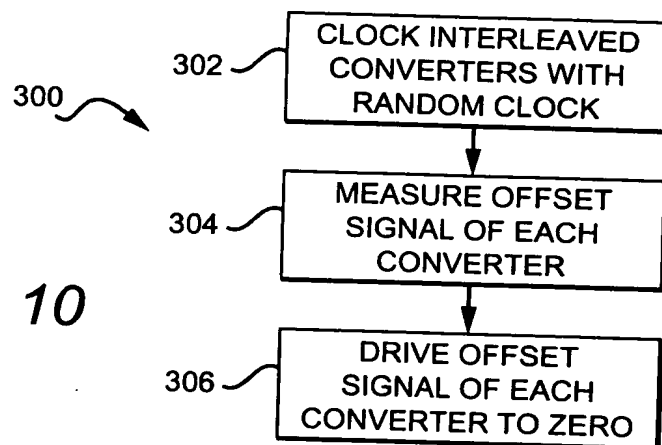 302
CLOCK INTERLEAVED
CONVERTERS WITH
RANDOM CLOCK
300
304
MEASURE OFFSET
SIGNAL OF EACH
CONVERTER
10
306
DRIVE OFFSET
SIGNAL OF EACH
CONVERTER TO ZERO